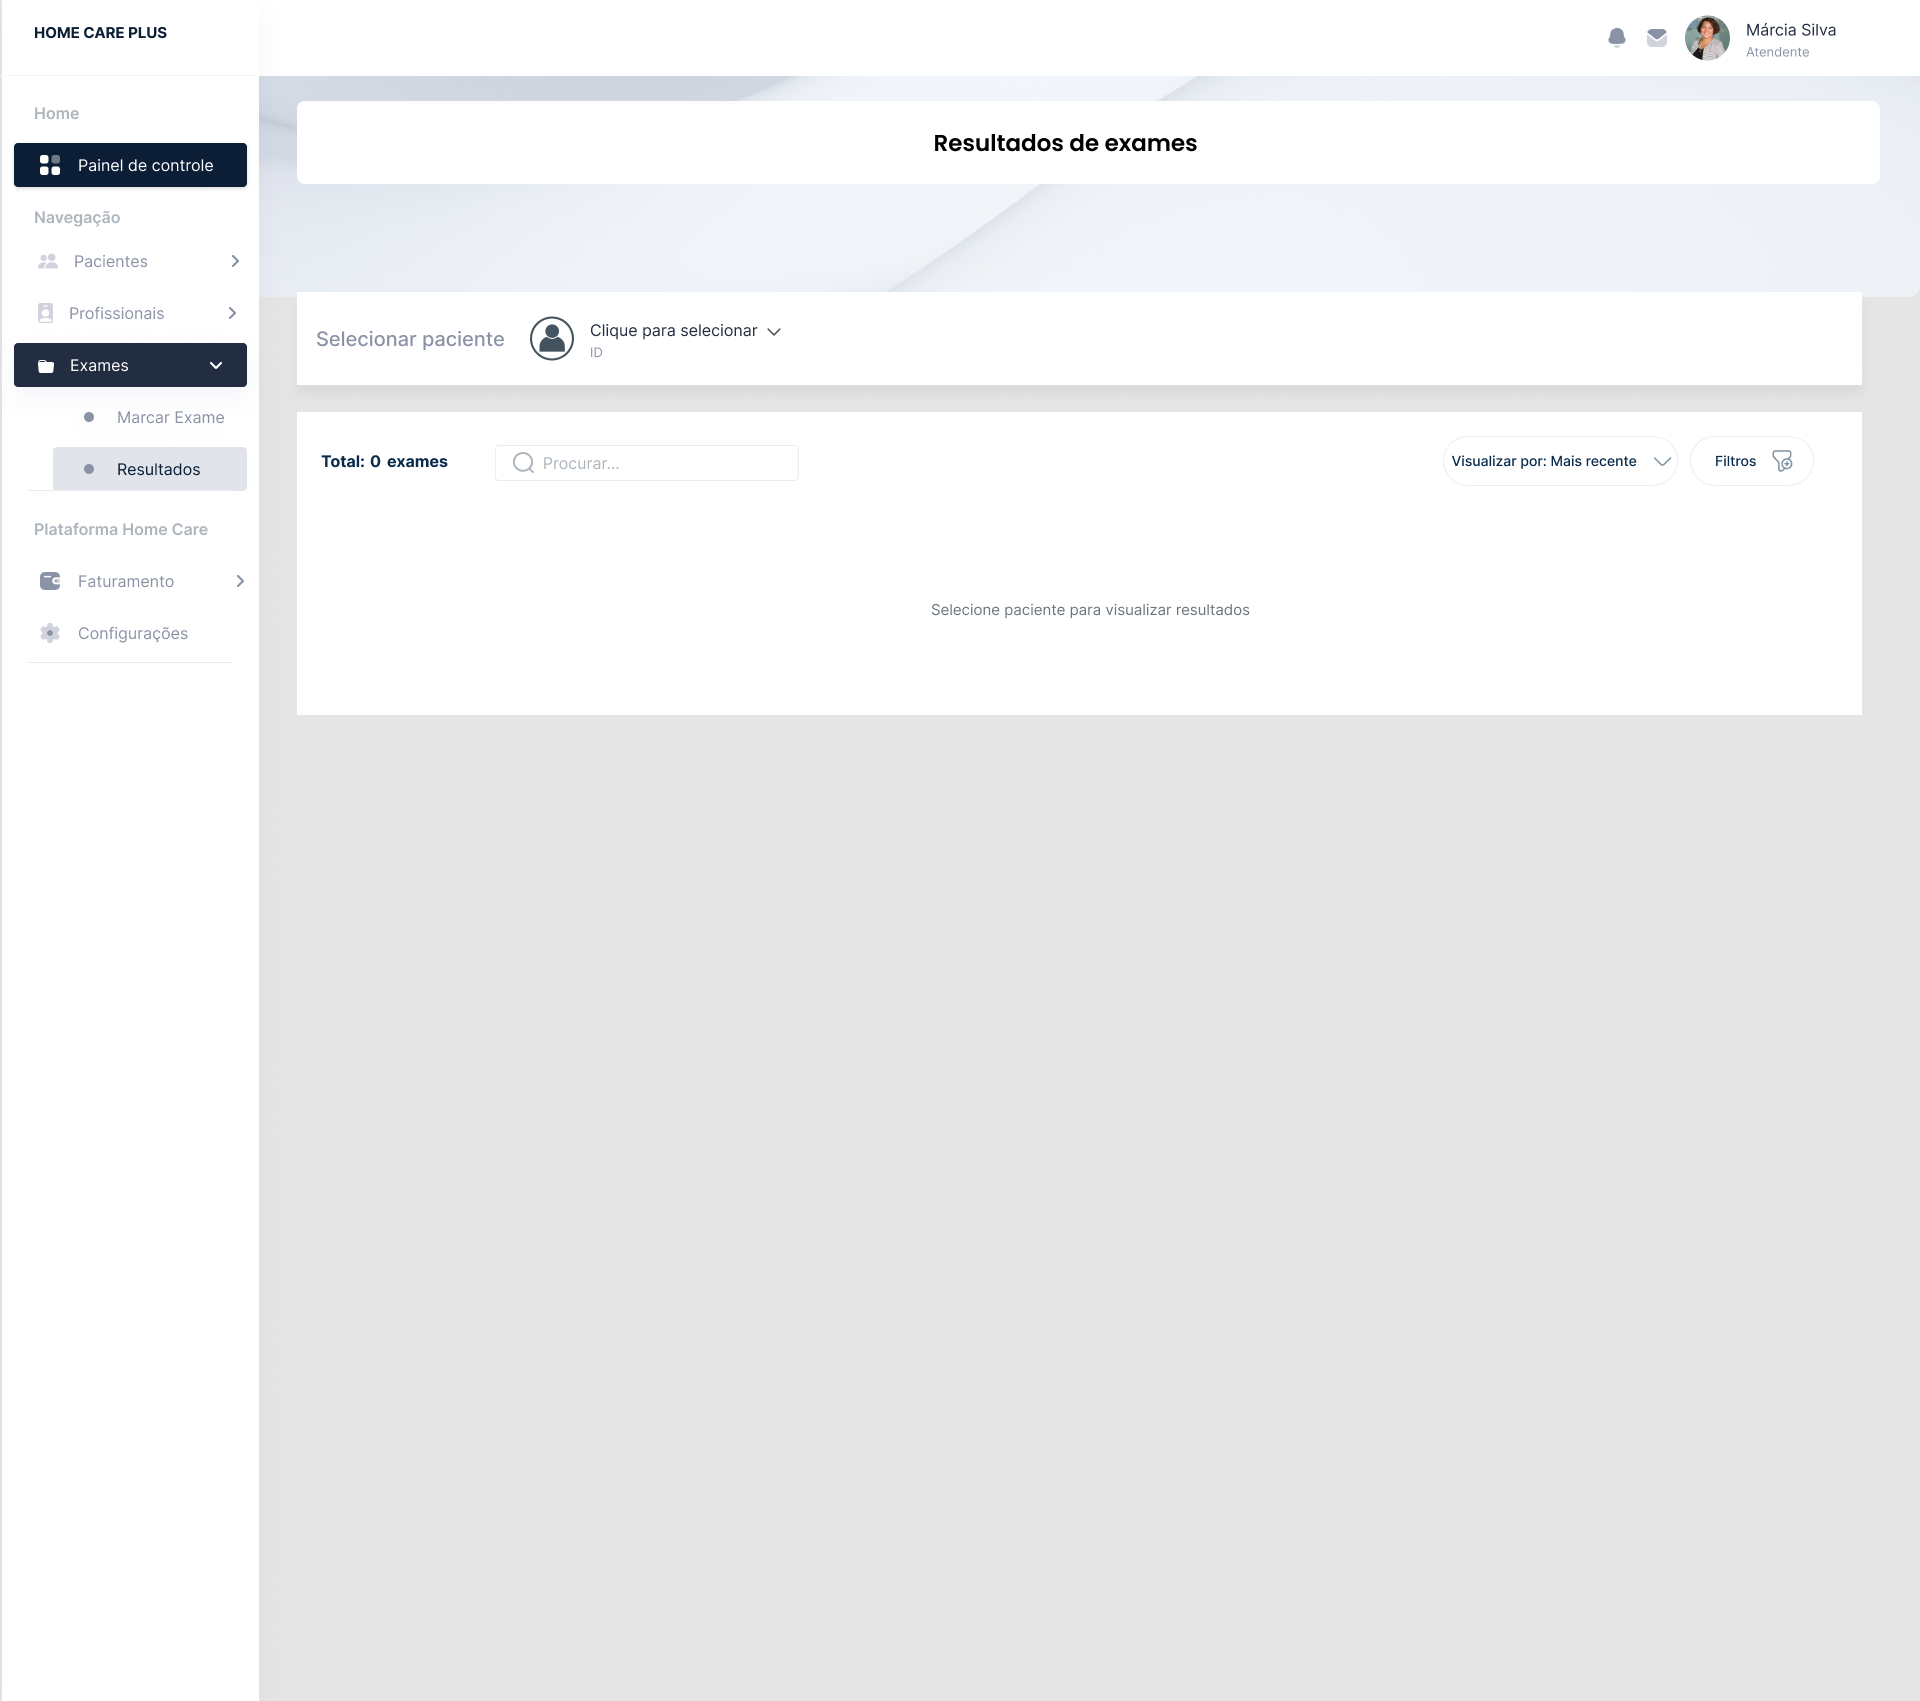 HOME CARE PLUS
Márcia Silva
Atendente
Home
Painel de controle
Navegação
Pacientes
Profissionais
Exames
Marcar Exame
Resultados
Plataforma Home Care
Faturamento
Configurações
Resultados de exames
Selecionar paciente
Clique para selecionar
ID
Total: 0 exames
Procurar...
Visualizar por: Mais recente
Filtros
Selecione paciente para visualizar resultados